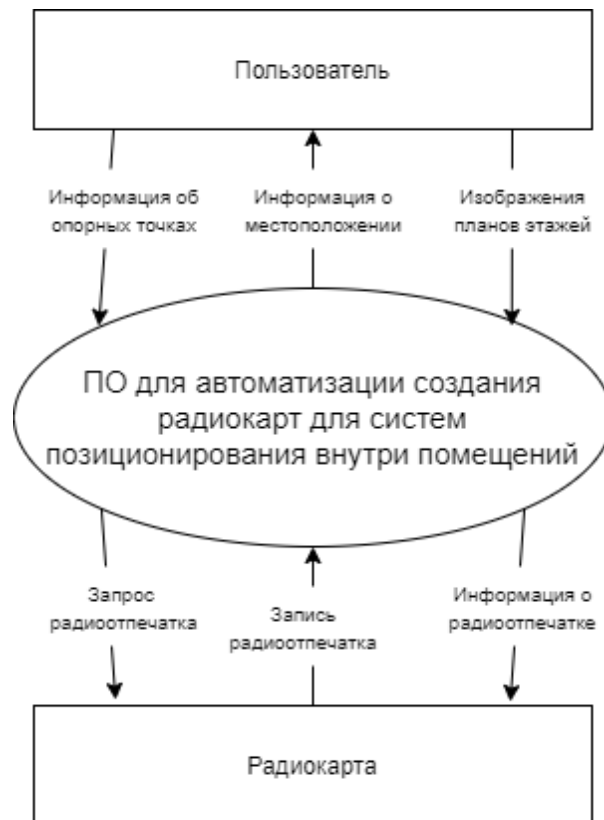 Пользователь
Информация об
опорных точках
Информация о
местоположении
Изображения
планов этажей
ПО для автоматизации создания
радиокарт для систем
позиционирования внутри помещений
Запрос
радиоотпечатка
Запись
радиоотпечатка
Информация о
радиоотпечатке
Радиокарта